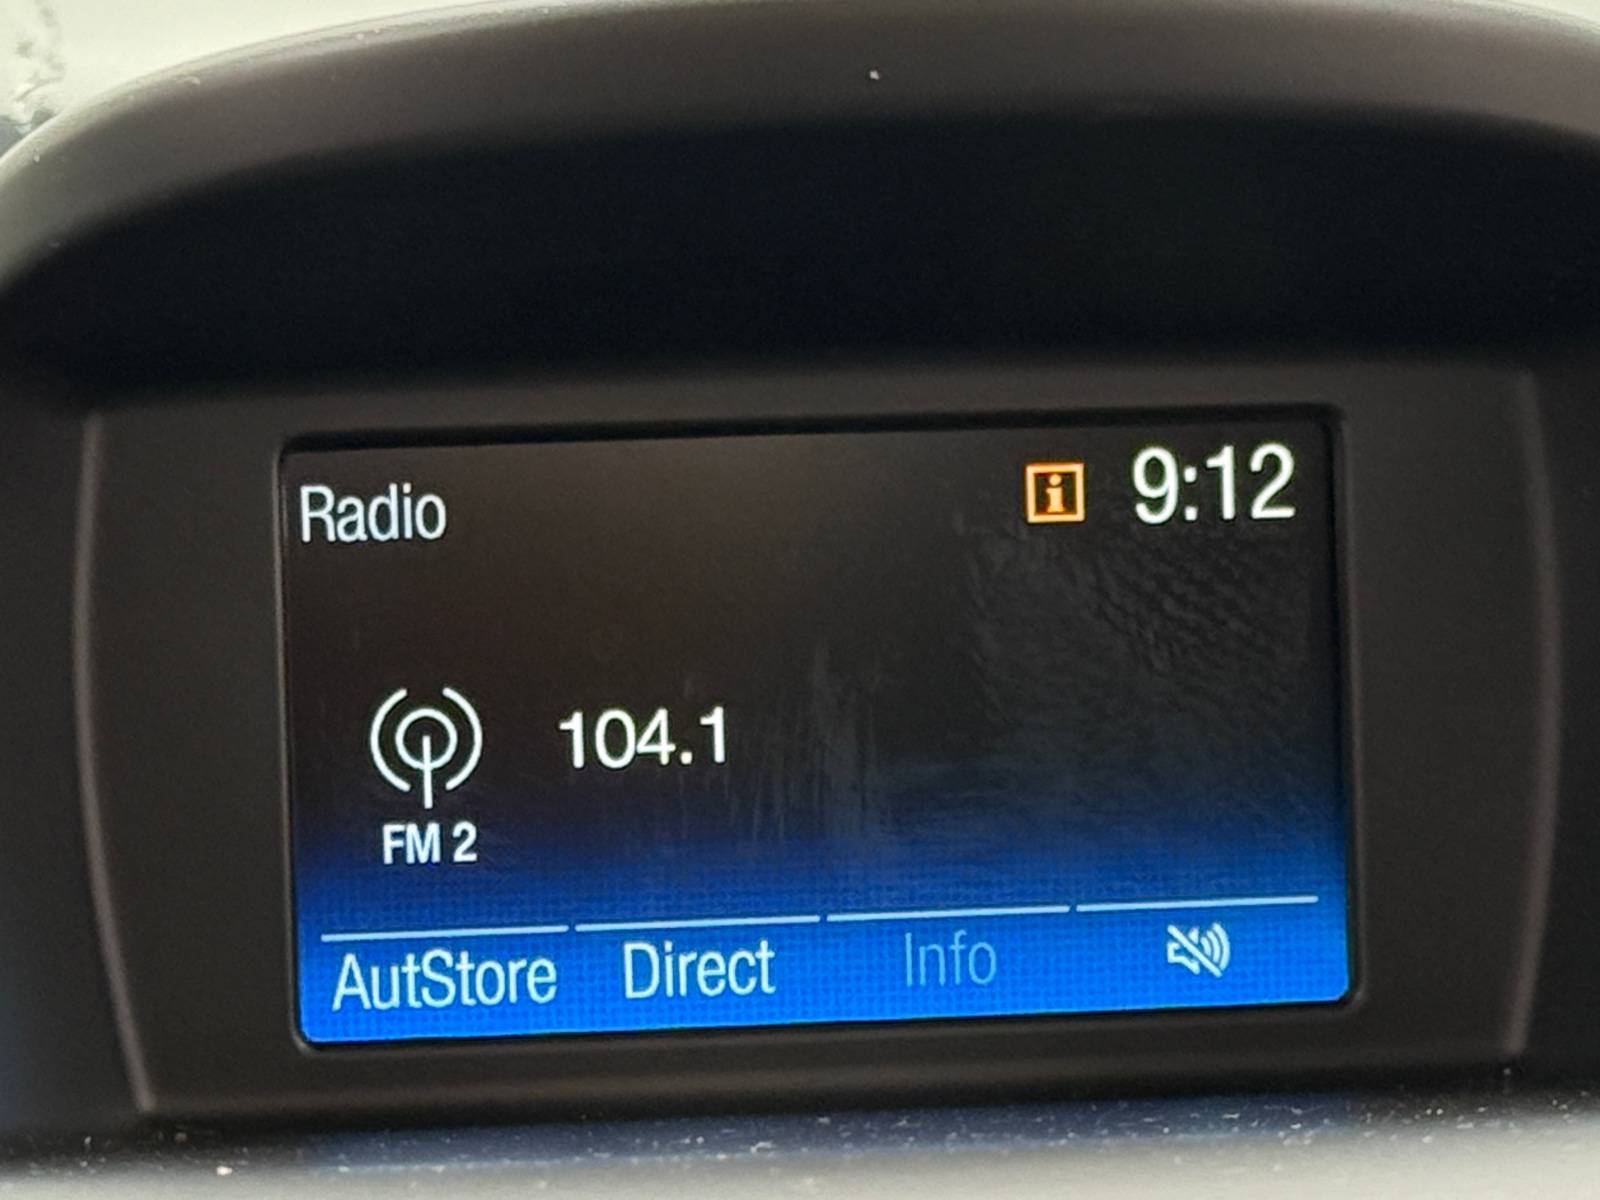 Radio
i 9:12
104.1
FM 2
AutStore Direct Info